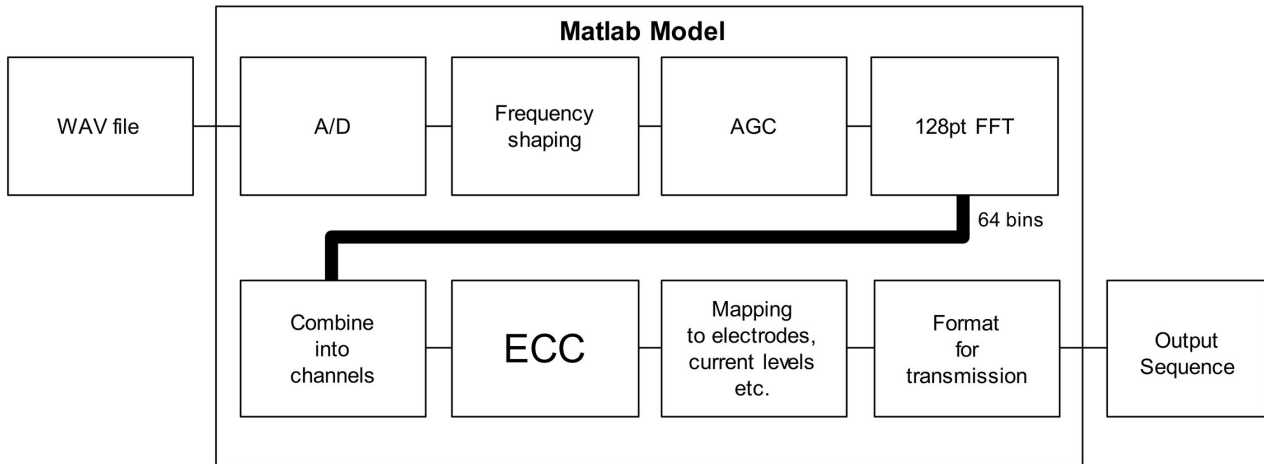 Matlab Model
WAV file
A/D
Frequency
shaping
AGC
128pt FFT
64 bins
Combine
into
channels
ECC
Mapping
to electrodes,
current levels
etc.
Format
for
transmission
Output
Sequence